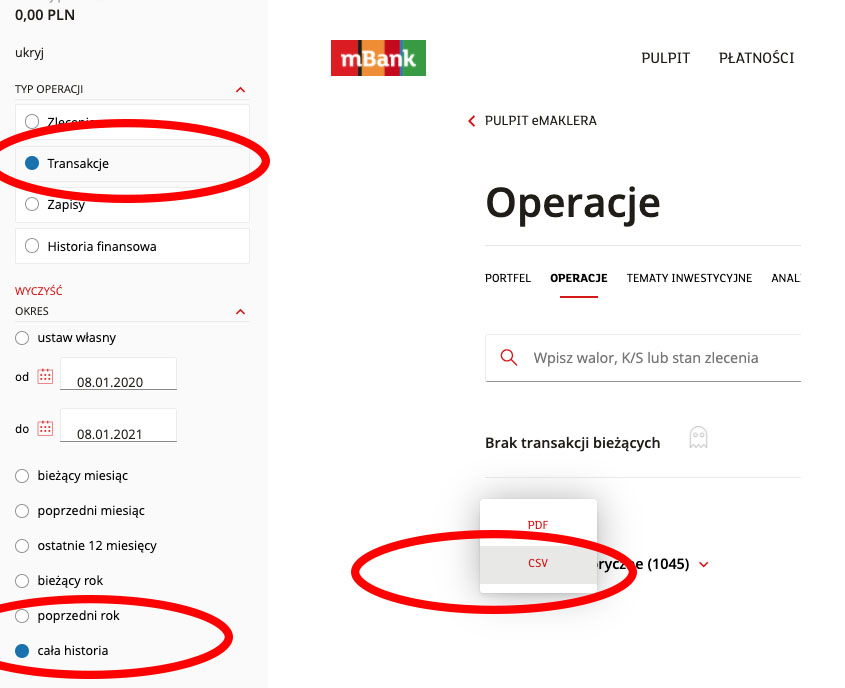 0,00 PLN
ukryj
TYP OPERACJI
Zlecenia
Transakcje
Zapisy
Historia finansowa
WYCZYŚĆ
OKRES
ustaw własny
od 08.01.2020
do 08.01.2021
bieżący miesiąc
poprzedni miesiąc
ostatnie 12 miesięcy
bieżący rok
poprzedni rok
cała historia
mBank
PULPIT PŁATNOŚCI
PULPIT eMAKLERA
Operacje
PORTFEL OPERACJE TEMATY INWESTYCYJNE ANAL
Wpisz walor, K/S lub stan zlecenia
Brak transakcji bieżących
PDF
CSV
oryczne (1045)